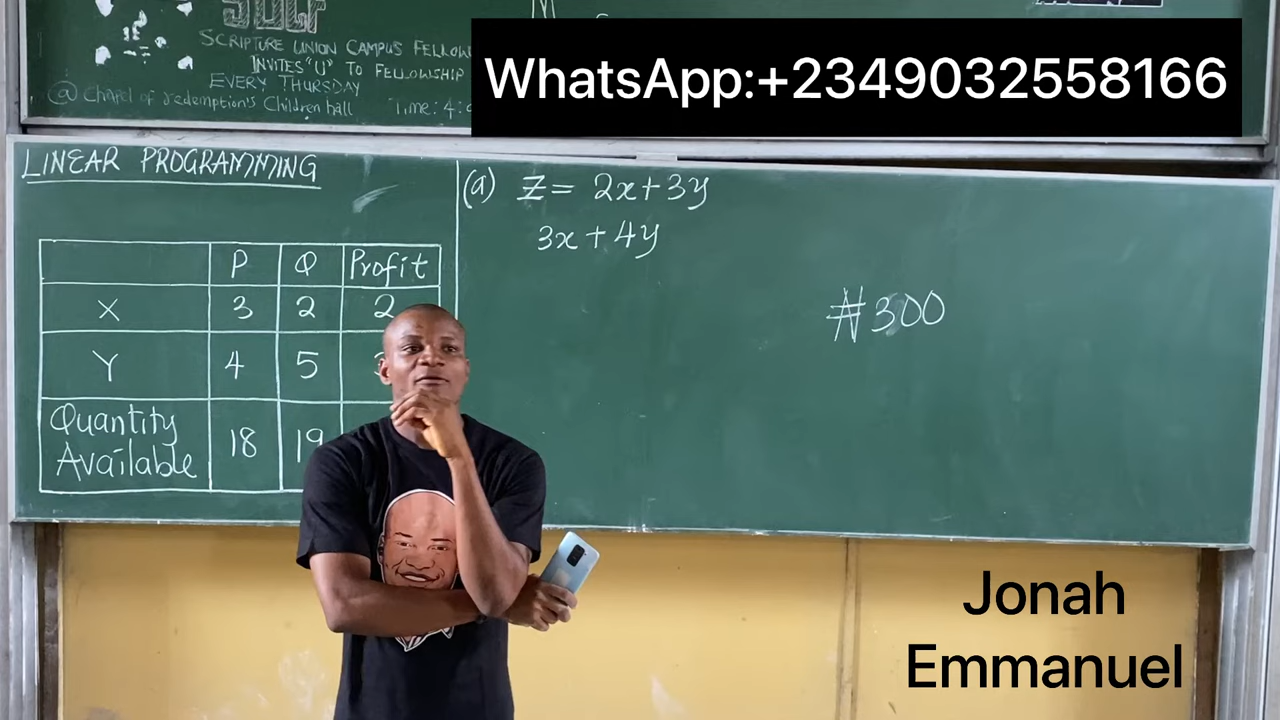 SCRIPTURE UNION CAMPUS
INVITES "U" TO FELLOWSHIP
EVERY THURSDAY
@ Chapel of redemption's Children hall Time: 4:
WhatsApp:+2349032558166
LINEAR PROGRAMMING
P Q Profit
X 3 2 2
Y 4 5
Quantity
Available 18 19
(a) Z = 2x + 3y
3x + 4y
₦300
Jonah
Emmanuel